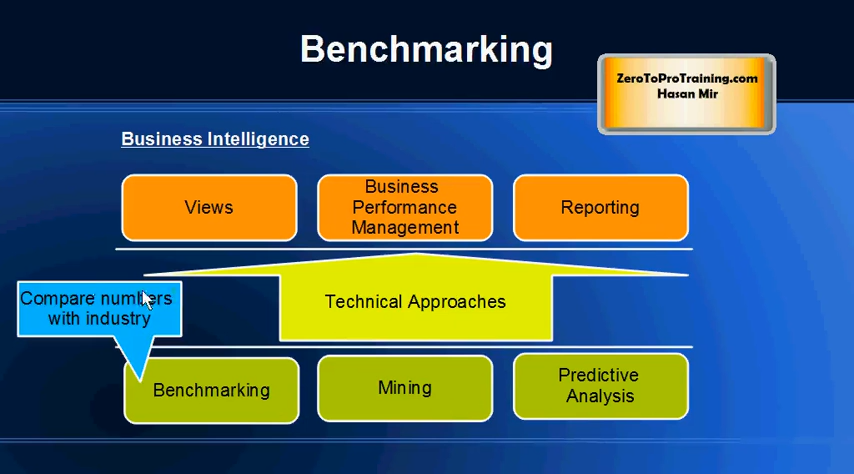 Benchmarking
ZeroToProTraining.com
Hasan Mir
Business Intelligence
Views
Business
Performance
Management
Reporting
Technical Approaches
Compare numbers
with industry
Benchmarking
Mining
Predictive
Analysis